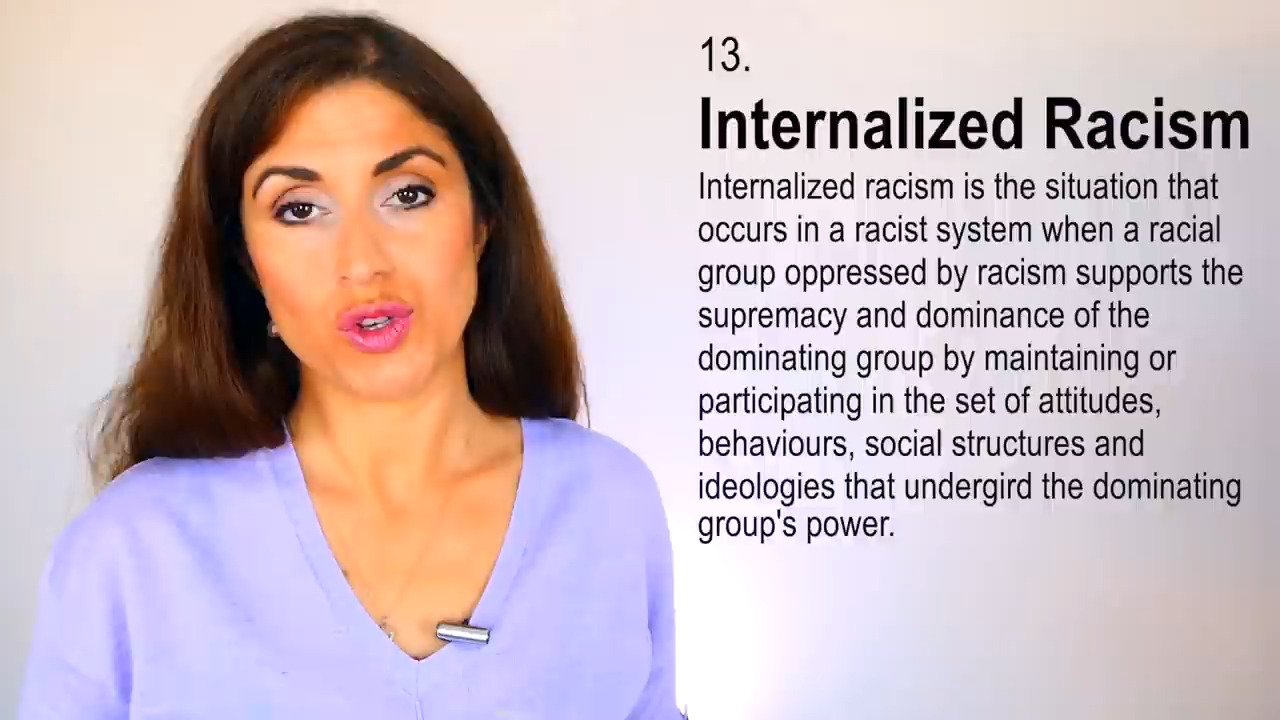 13.
Internalized Racism
Internalized racism is the situation that
occurs in a racist system when a racial
group oppressed by racism supports the
supremacy and dominance of the
dominating group by maintaining or
participating in the set of attitudes,
behaviours, social structures and
ideologies that undergird the dominating
group's power.